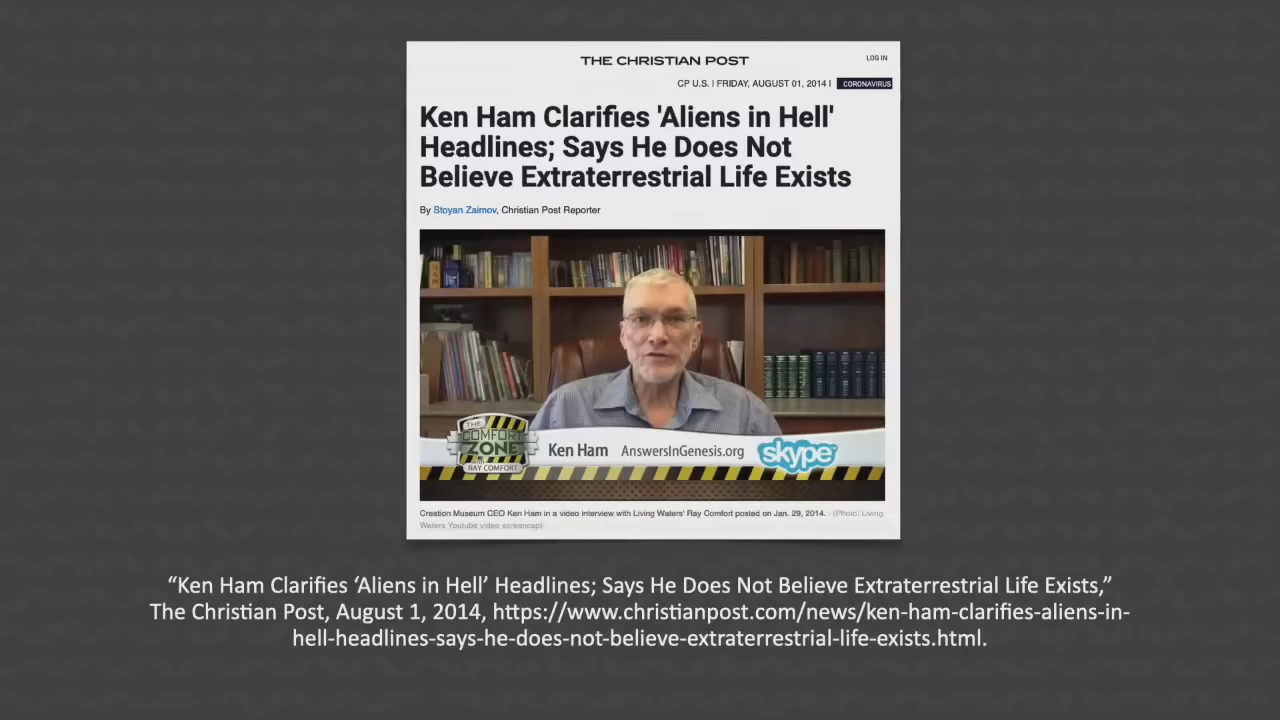 THE CHRISTIAN POST
LOG IN
CP U.S. | FRIDAY, AUGUST 01, 2014 |
CORONAVIRUS
Ken Ham Clarifies 'Aliens in Hell'
Headlines; Says He Does Not
Believe Extraterrestrial Life Exists
By Stoyan Zaimov, Christian Post Reporter
THE
COMFORT
ZONE
RAY COMFORT
Ken Ham AnswersInGenesis.org
skype
Creation Museum CEO Ken Ham in a video interview with Living Waters' Ray Comfort posted on Jan. 29, 2014. | (Photo: Living
Waters Youtube video screencap)
“Ken Ham Clarifies ‘Aliens in Hell’ Headlines; Says He Does Not Believe Extraterrestrial Life Exists,”
The Christian Post, August 1, 2014, https://www.christianpost.com/news/ken-ham-clarifies-aliens-in-
hell-headlines-says-he-does-not-believe-extraterrestrial-life-exists.html.